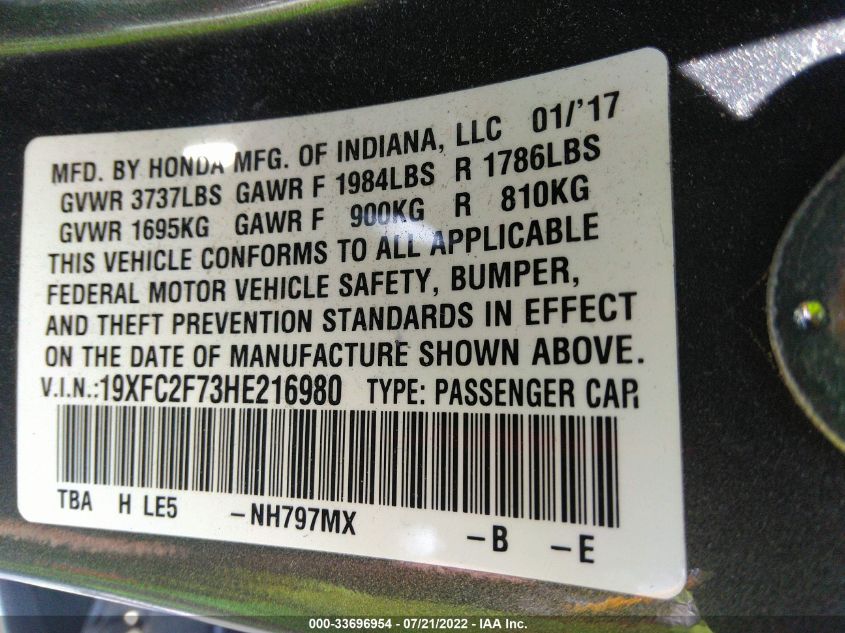 MFD. BY HONDA MFG. OF INDIANA, LLC 01/'17
GVWR 3737LBS GAWR F 1984LBS R 1786LBS
GVWR 1695KG GAWR F 900KG R 810KG
THIS VEHICLE CONFORMS TO ALL APPLICABLE
FEDERAL MOTOR VEHICLE SAFETY, BUMPER,
AND THEFT PREVENTION STANDARDS IN EFFECT
ON THE DATE OF MANUFACTURE SHOWN ABOVE.
V.I.N.:19XFC2F73HE216980 TYPE: PASSENGER CAR
TBA H LE5 -NH797MX -B -E
000-33696954 - 07/21/2022 - IAA Inc.